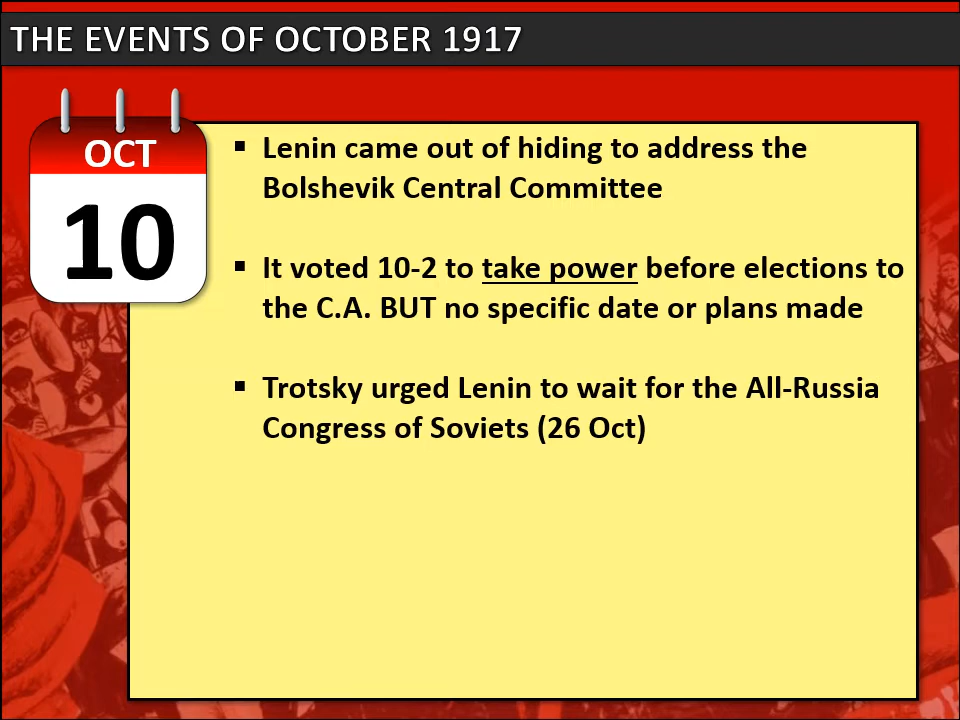 THE EVENTS OF OCTOBER 1917
OCT
10
▪ Lenin came out of hiding to address the
Bolshevik Central Committee
▪ It voted 10-2 to take power before elections to
the C.A. BUT no specific date or plans made
▪ Trotsky urged Lenin to wait for the All-Russia
Congress of Soviets (26 Oct)